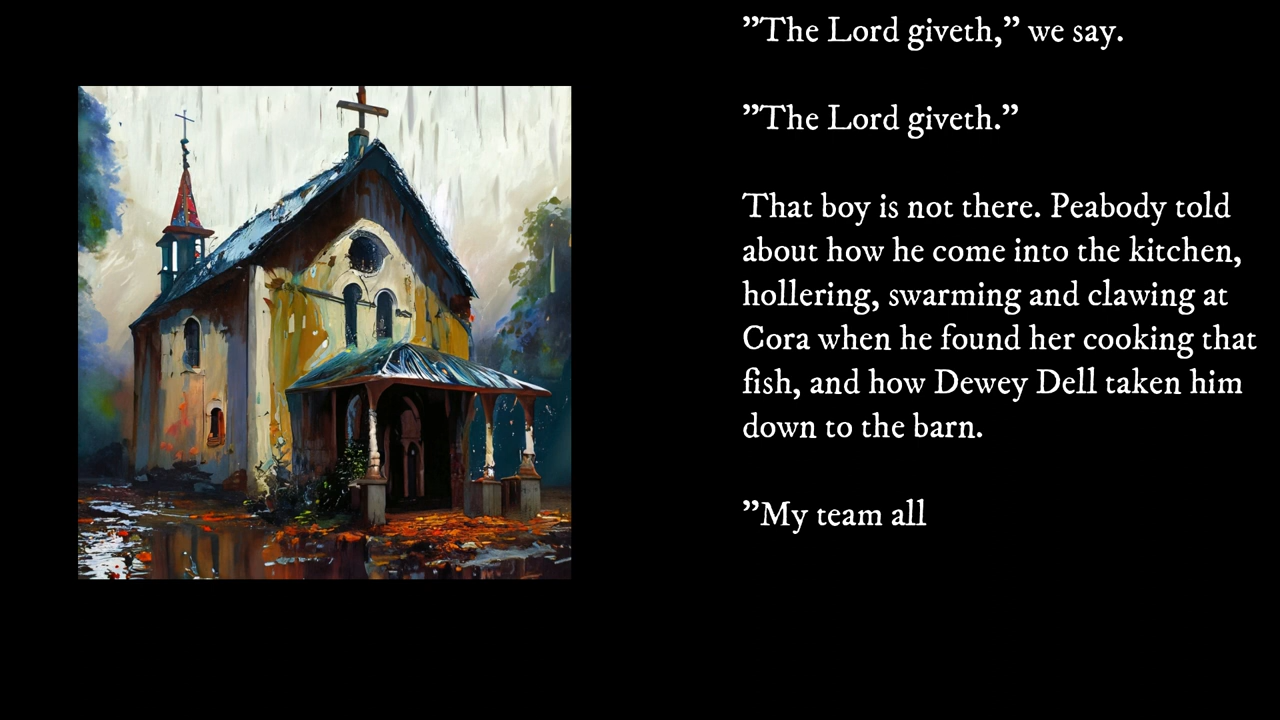 ”The Lord giveth,” we say.
”The Lord giveth.”
That boy is not there. Peabody told
about how he come into the kitchen,
hollering, swarming and clawing at
Cora when he found her cooking that
fish, and how Dewey Dell taken him
down to the barn.
”My team all